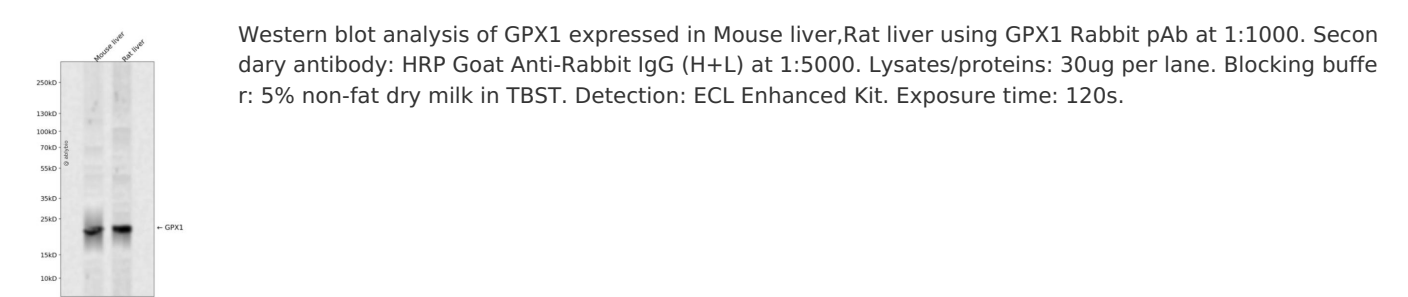 Mouse liver
Rat liver
250kD
130kD
100kD
70kD
55kD
35kD
25kD
15kD
10kD
← GPX1
Western blot analysis of GPX1 expressed in Mouse liver,Rat liver using GPX1 Rabbit pAb at 1:1000. Secon
dary antibody: HRP Goat Anti-Rabbit IgG (H+L) at 1:5000. Lysates/proteins: 30ug per lane. Blocking buffe
r: 5% non-fat dry milk in TBST. Detection: ECL Enhanced Kit. Exposure time: 120s.